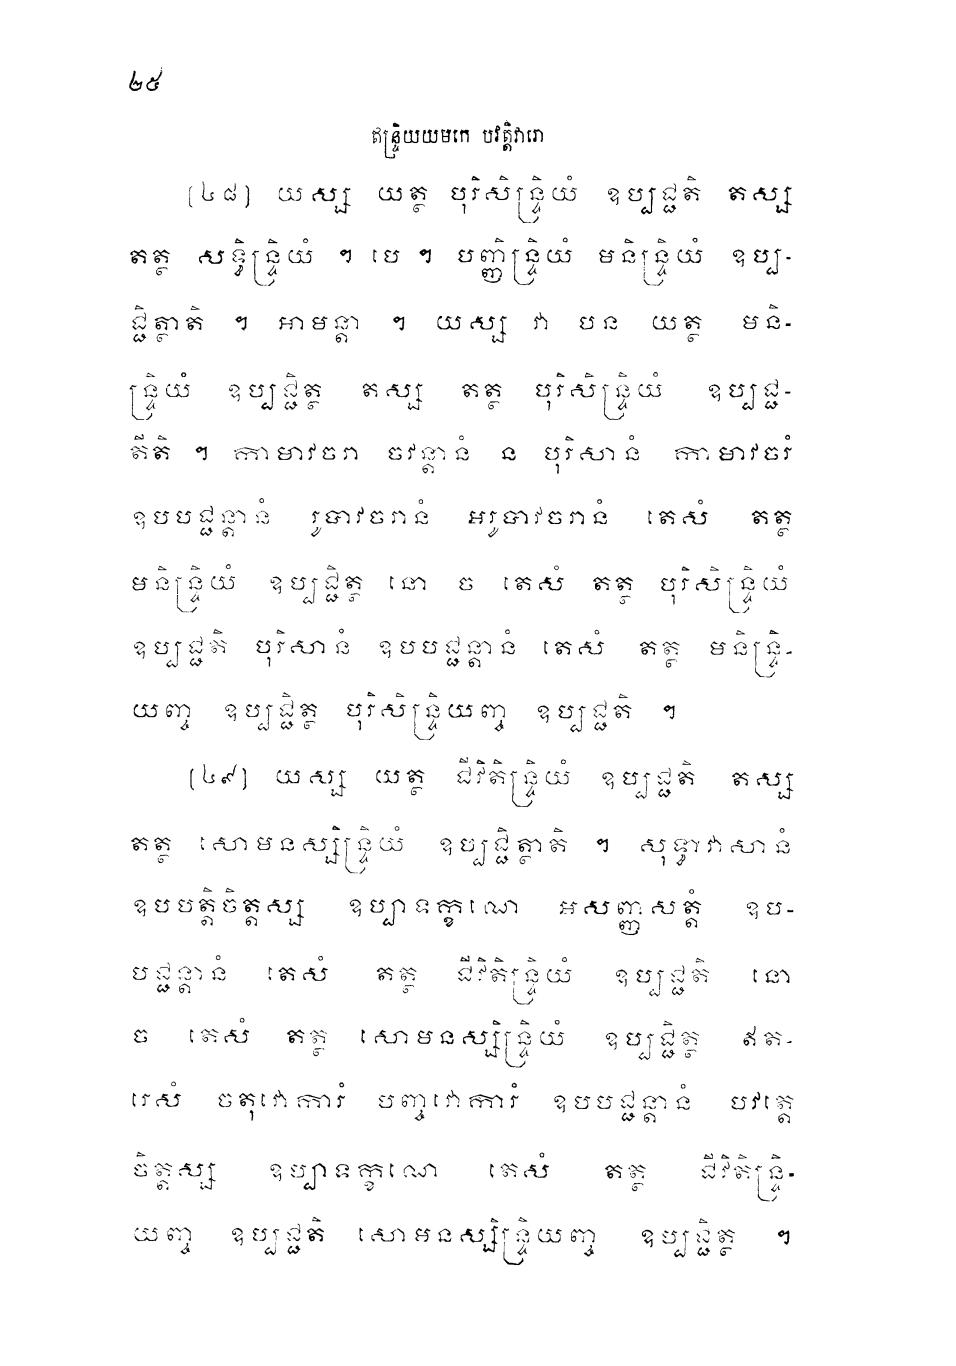 ២៥
ឥន្ទ្រិយយមកេ បវត្តិវារោ
(៤៨) យស្ស យត្ថ បុរិសិន្ទ្រិយំ ឧប្បជ្ជតិ តស្ស
តត្ថ សទ្ធិន្ទ្រិយំ ។ បេ ។ បញ្ញិន្ទ្រិយំ មនិន្ទ្រិយំ ឧប្ប-
ជ្ជិត្ថាតិ ។ អាមន្តា ។ យស្ស វា បន យត្ថ មនិ-
ន្ទ្រិយំ ឧប្បជ្ជិត្ថ តស្ស តត្ថ បុរិសិន្ទ្រិយំ ឧប្បជ្ជ-
តីតិ ។ កាមាវចរា ចវន្តានំ ន បុរិសានំ កាមាវចរំ
ឧបបជ្ជន្តានំ រូបាវចរានំ អរូបាវចរានំ តេសំ តត្ថ
មនិន្ទ្រិយំ ឧប្បជ្ជិត្ថ នោ ច តេសំ តត្ថ បុរិសិន្ទ្រិយំ
ឧប្បជ្ជតិ បុរិសានំ ឧបបជ្ជន្តានំ តេសំ តត្ថ មនិន្ទ្រិ-
យញ្ច ឧប្បជ្ជិត្ថ បុរិសិន្ទ្រិយញ្ច ឧប្បជ្ជតិ ។
(៤៩) យស្ស យត្ថ ជីវិតិន្ទ្រិយំ ឧប្បជ្ជតិ តស្ស
តត្ថ សោមនស្សិន្ទ្រិយំ ឧប្បជ្ជិត្ថាតិ ។ សុទ្ធាវាសានំ
ឧបបត្តិចិត្តស្ស ឧប្បាទក្ខណេ អសញ្ញសត្តំ ឧប-
បជ្ជន្តានំ តេសំ តត្ថ ជីវិតិន្ទ្រិយំ ឧប្បជ្ជតិ នោ
ច តេសំ តត្ថ សោមនស្សិន្ទ្រិយំ ឧប្បជ្ជិត្ថ ឥត-
រេសំ ចតុវោការំ បញ្ចវោការំ ឧបបជ្ជន្តានំ បវត្តេ
ចិត្តស្ស ឧប្បាទក្ខណេ តេសំ តត្ថ ជីវិតិន្ទ្រិ-
យញ្ច ឧប្បជ្ជតិ សោមនស្សិន្ទ្រិយញ្ច ឧប្បជ្ជិត្ថ ។